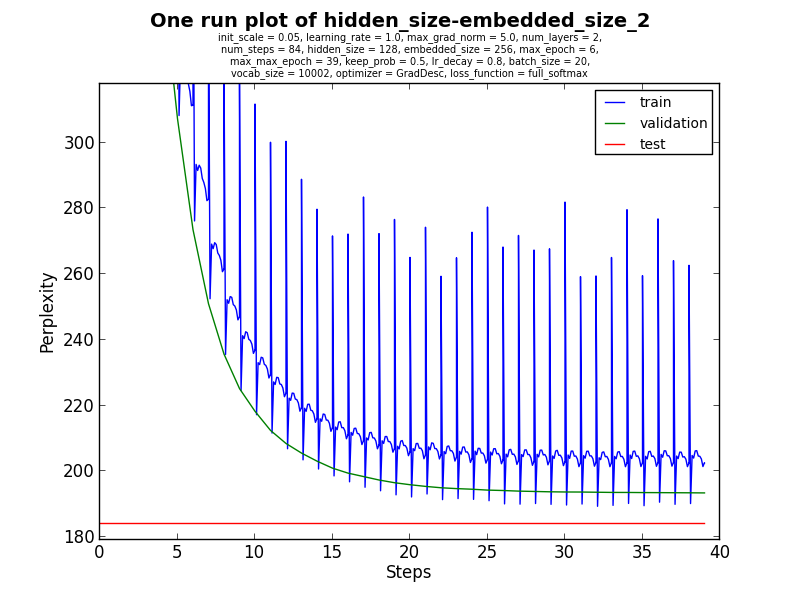 One run plot of hidden_size-embedded_size_2
init_scale = 0.05, learning_rate = 1.0, max_grad_norm = 5.0, num_layers = 2,
num_steps = 84, hidden_size = 128, embedded_size = 256, max_epoch = 6,
max_max_epoch = 39, keep_prob = 0.5, lr_decay = 0.8, batch_size = 20,
vocab_size = 10002, optimizer = GradDesc, loss_function = full_softmax
train
validation
test
Perplexity
300
280
260
240
220
200
180
0 5 10 15 20 25 30 35 40
Steps